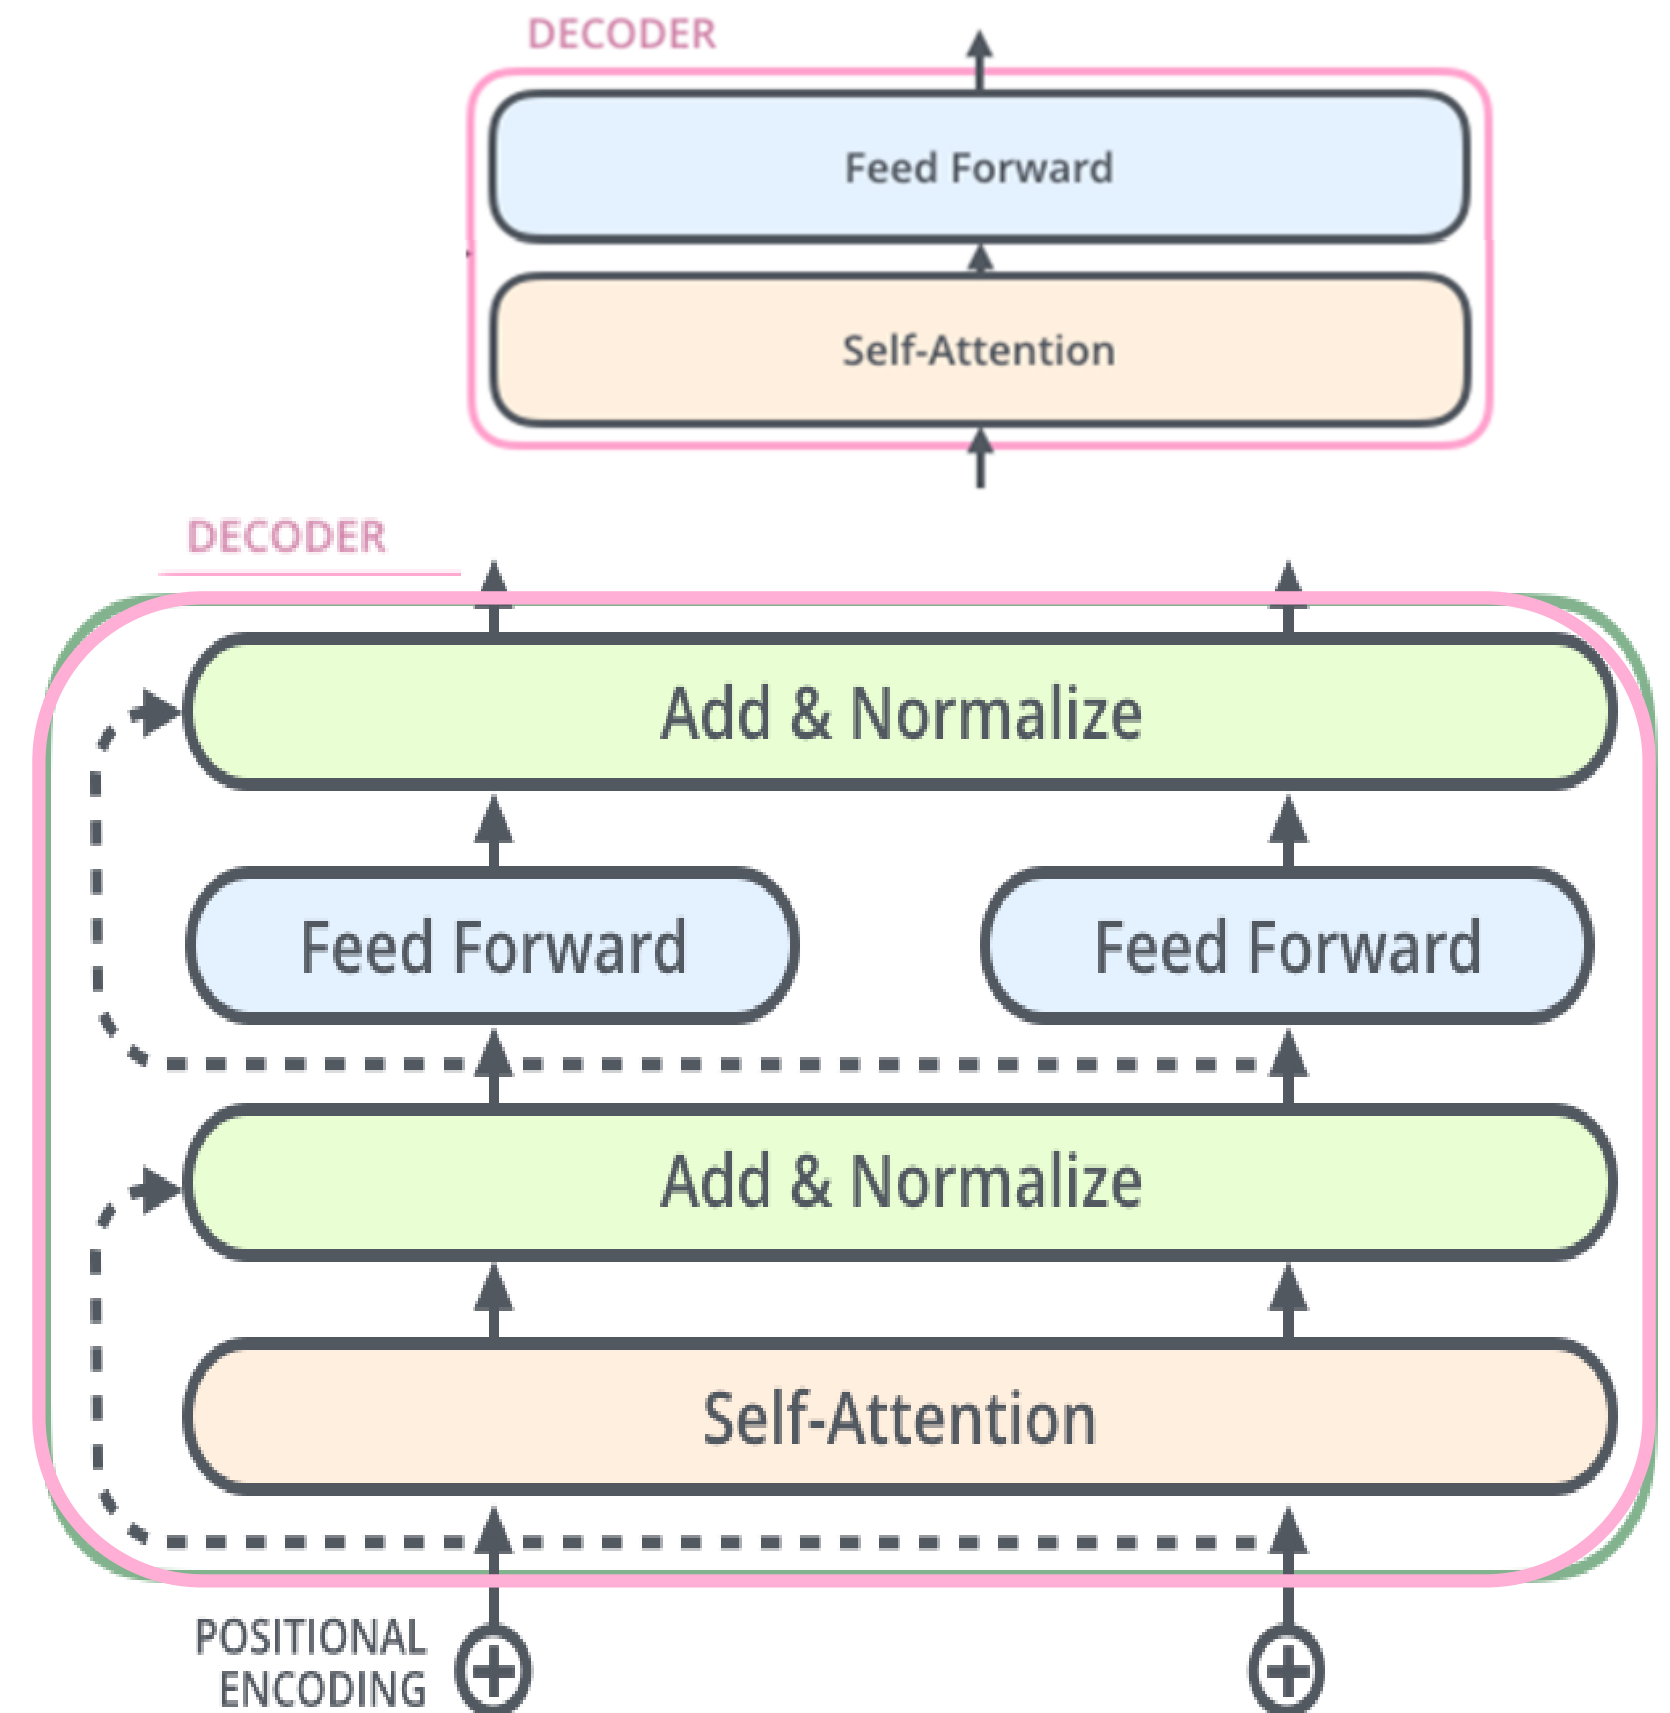 DECODER
Feed Forward
Self-Attention
DECODER
Add & Normalize
Feed Forward
Feed Forward
Add & Normalize
Self-Attention
POSITIONAL
ENCODING